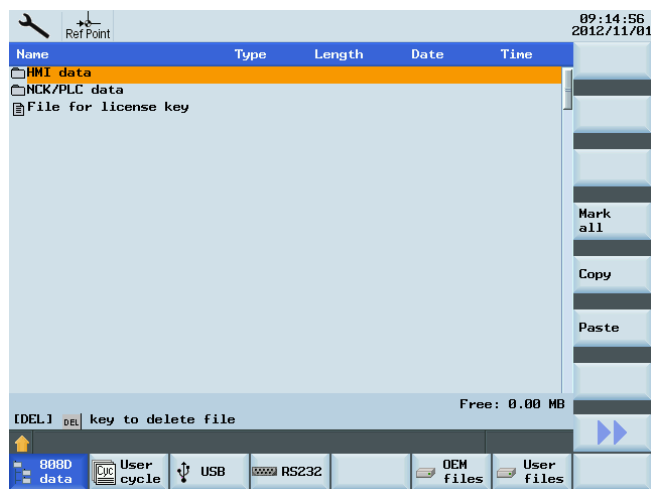 09:14:56
2012/11/01
Ref Point
Name Type Length Date Time
HMI data
NCK/PLC data
File for license key
Mark
all
Copy
Paste
Free: 0.00 MB
[DEL] DEL key to delete file
808D
data
Cyc
User
cycle
USB
RS232
OEM
files
User
files